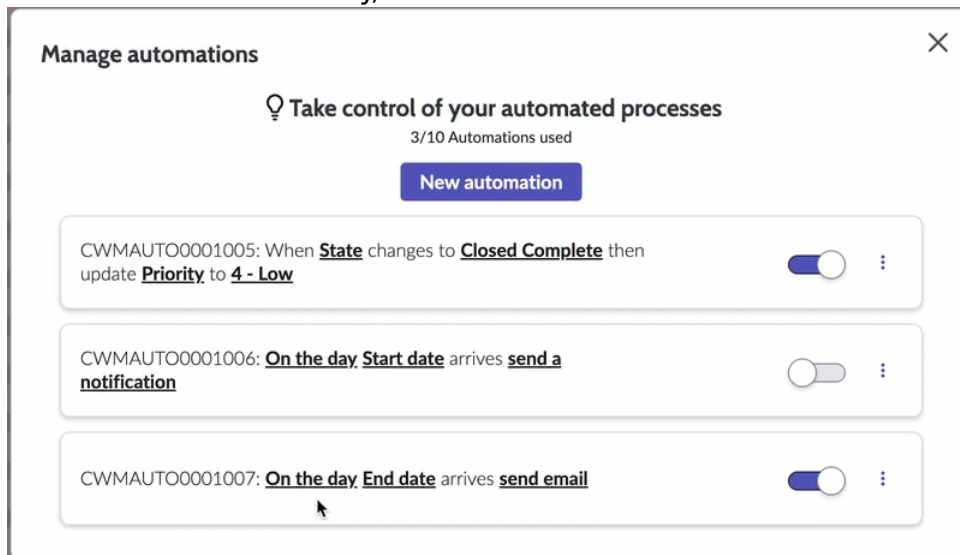 Manage automations
Take control of your automated processes
3/10 Automations used
New automation
CWMAUTO0001005: When State changes to Closed Complete then
update Priority to 4 - Low
CWMAUTO0001006: On the day Start date arrives send a
notification
CWMAUTO0001007: On the day End date arrives send email